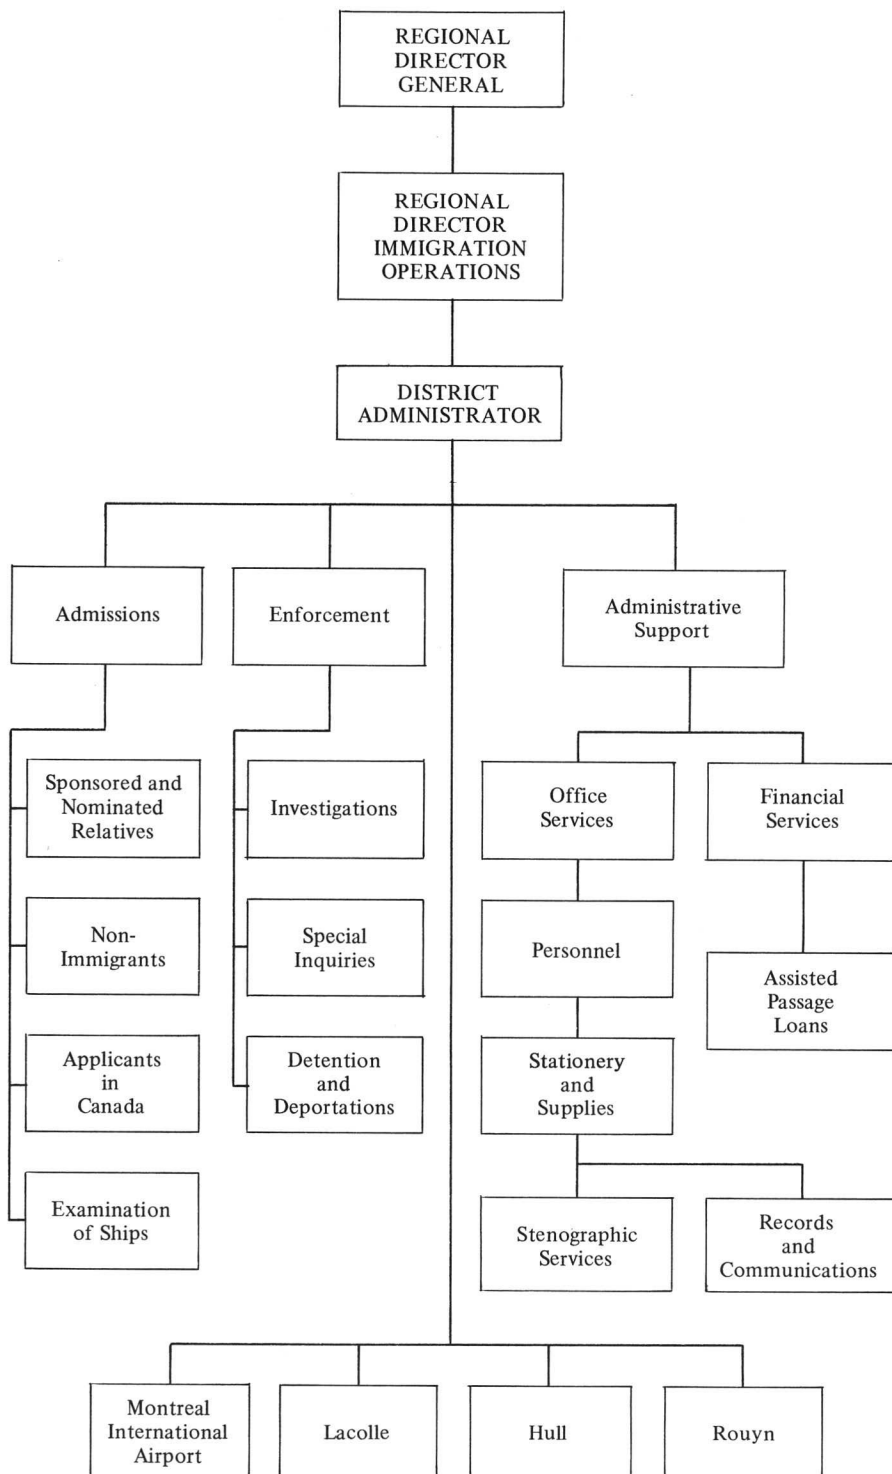 REGIONAL
DIRECTOR
GENERAL
REGIONAL
DIRECTOR
IMMIGRATION
OPERATIONS
DISTRICT
ADMINISTRATOR
Admissions
Enforcement
Administrative
Support
Sponsored and
Nominated
Relatives
Non-
Immigrants
Applicants
in
Canada
Examination
of Ships
Investigations
Special
Inquiries
Detention
and
Deportations
Office
Services
Personnel
Stationery
and
Supplies
Stenographic
Services
Records
and
Communications
Financial
Services
Assisted
Passage
Loans
Montreal
International
Airport
Lacolle
Hull
Rouyn